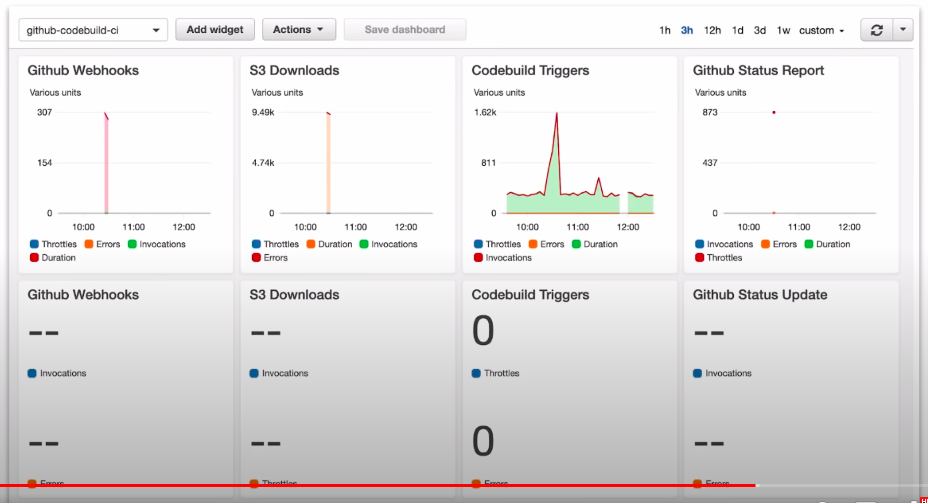 github-codebuild-ci Add widget Actions Save dashboard 1h 3h 12h 1d 3d 1w custom
Github Webhooks
Various units
307
154
0
10:00 11:00 12:00
Throttles Errors Invocations
Duration
S3 Downloads
Various units
9.49k
4.74k
0
10:00 11:00 12:00
Throttles Duration Invocations
Errors
Codebuild Triggers
Various units
1.62k
811
0
10:00 11:00 12:00
Throttles Errors Duration
Invocations
Github Status Report
Various units
873
437
0
10:00 11:00 12:00
Invocations Errors Duration
Throttles
Github Webhooks
--
Invocations
--
Errors
S3 Downloads
--
Invocations
--
Throttles
Codebuild Triggers
0
Throttles
0
Errors
Github Status Update
--
Invocations
--
Errors